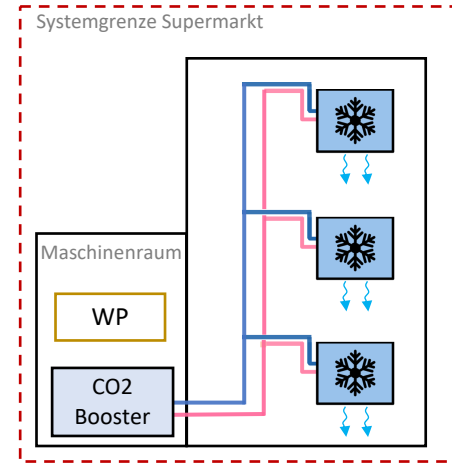 Systemgrenze Supermarkt
Maschinenraum
WP
CO2
Booster